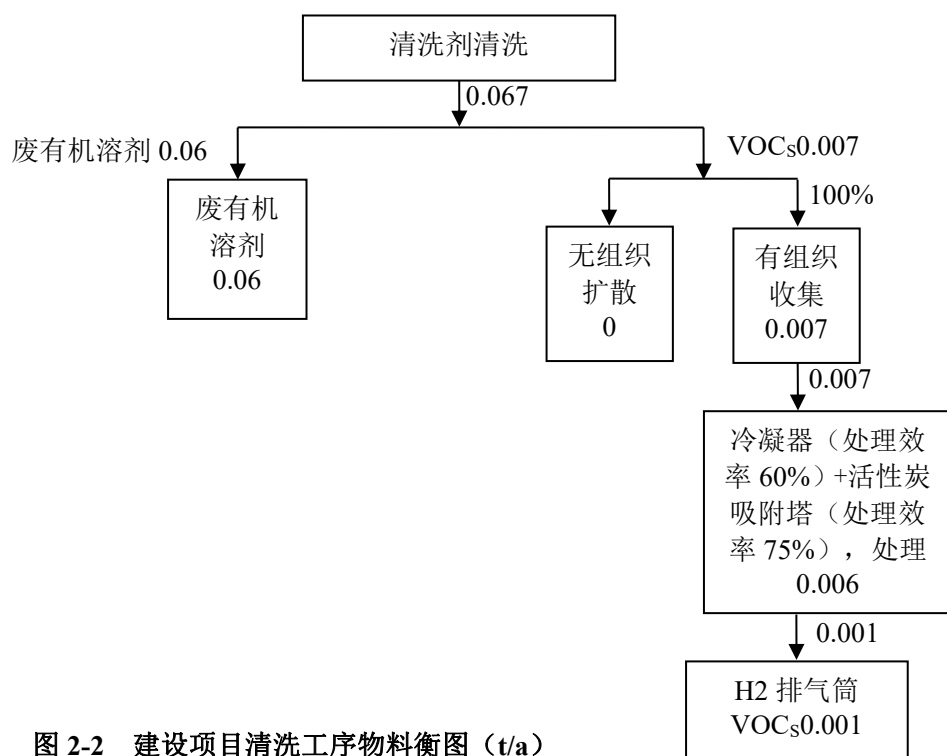 清洗剂清洗
0.067
废有机溶剂 0.06
VOCS0.007
废有机
溶剂
0.06
100%
无组织
扩散
0
有组织
收集
0.007
0.007
冷凝器（处理效
率 60%）+活性炭
吸附塔（处理效
率 75%），处理
0.006
0.001
H2 排气筒
VOCS0.001
图 2-2 建设项目清洗工序物料衡图（t/a）